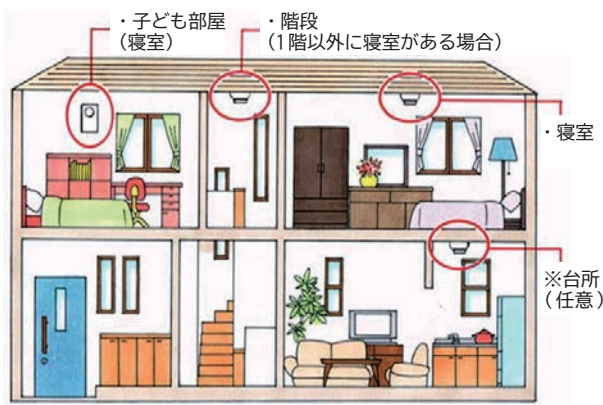 ・子ども部屋
（寝室）
・階段
（1階以外に寝室がある場合）
・寝室
※台所
（任意）